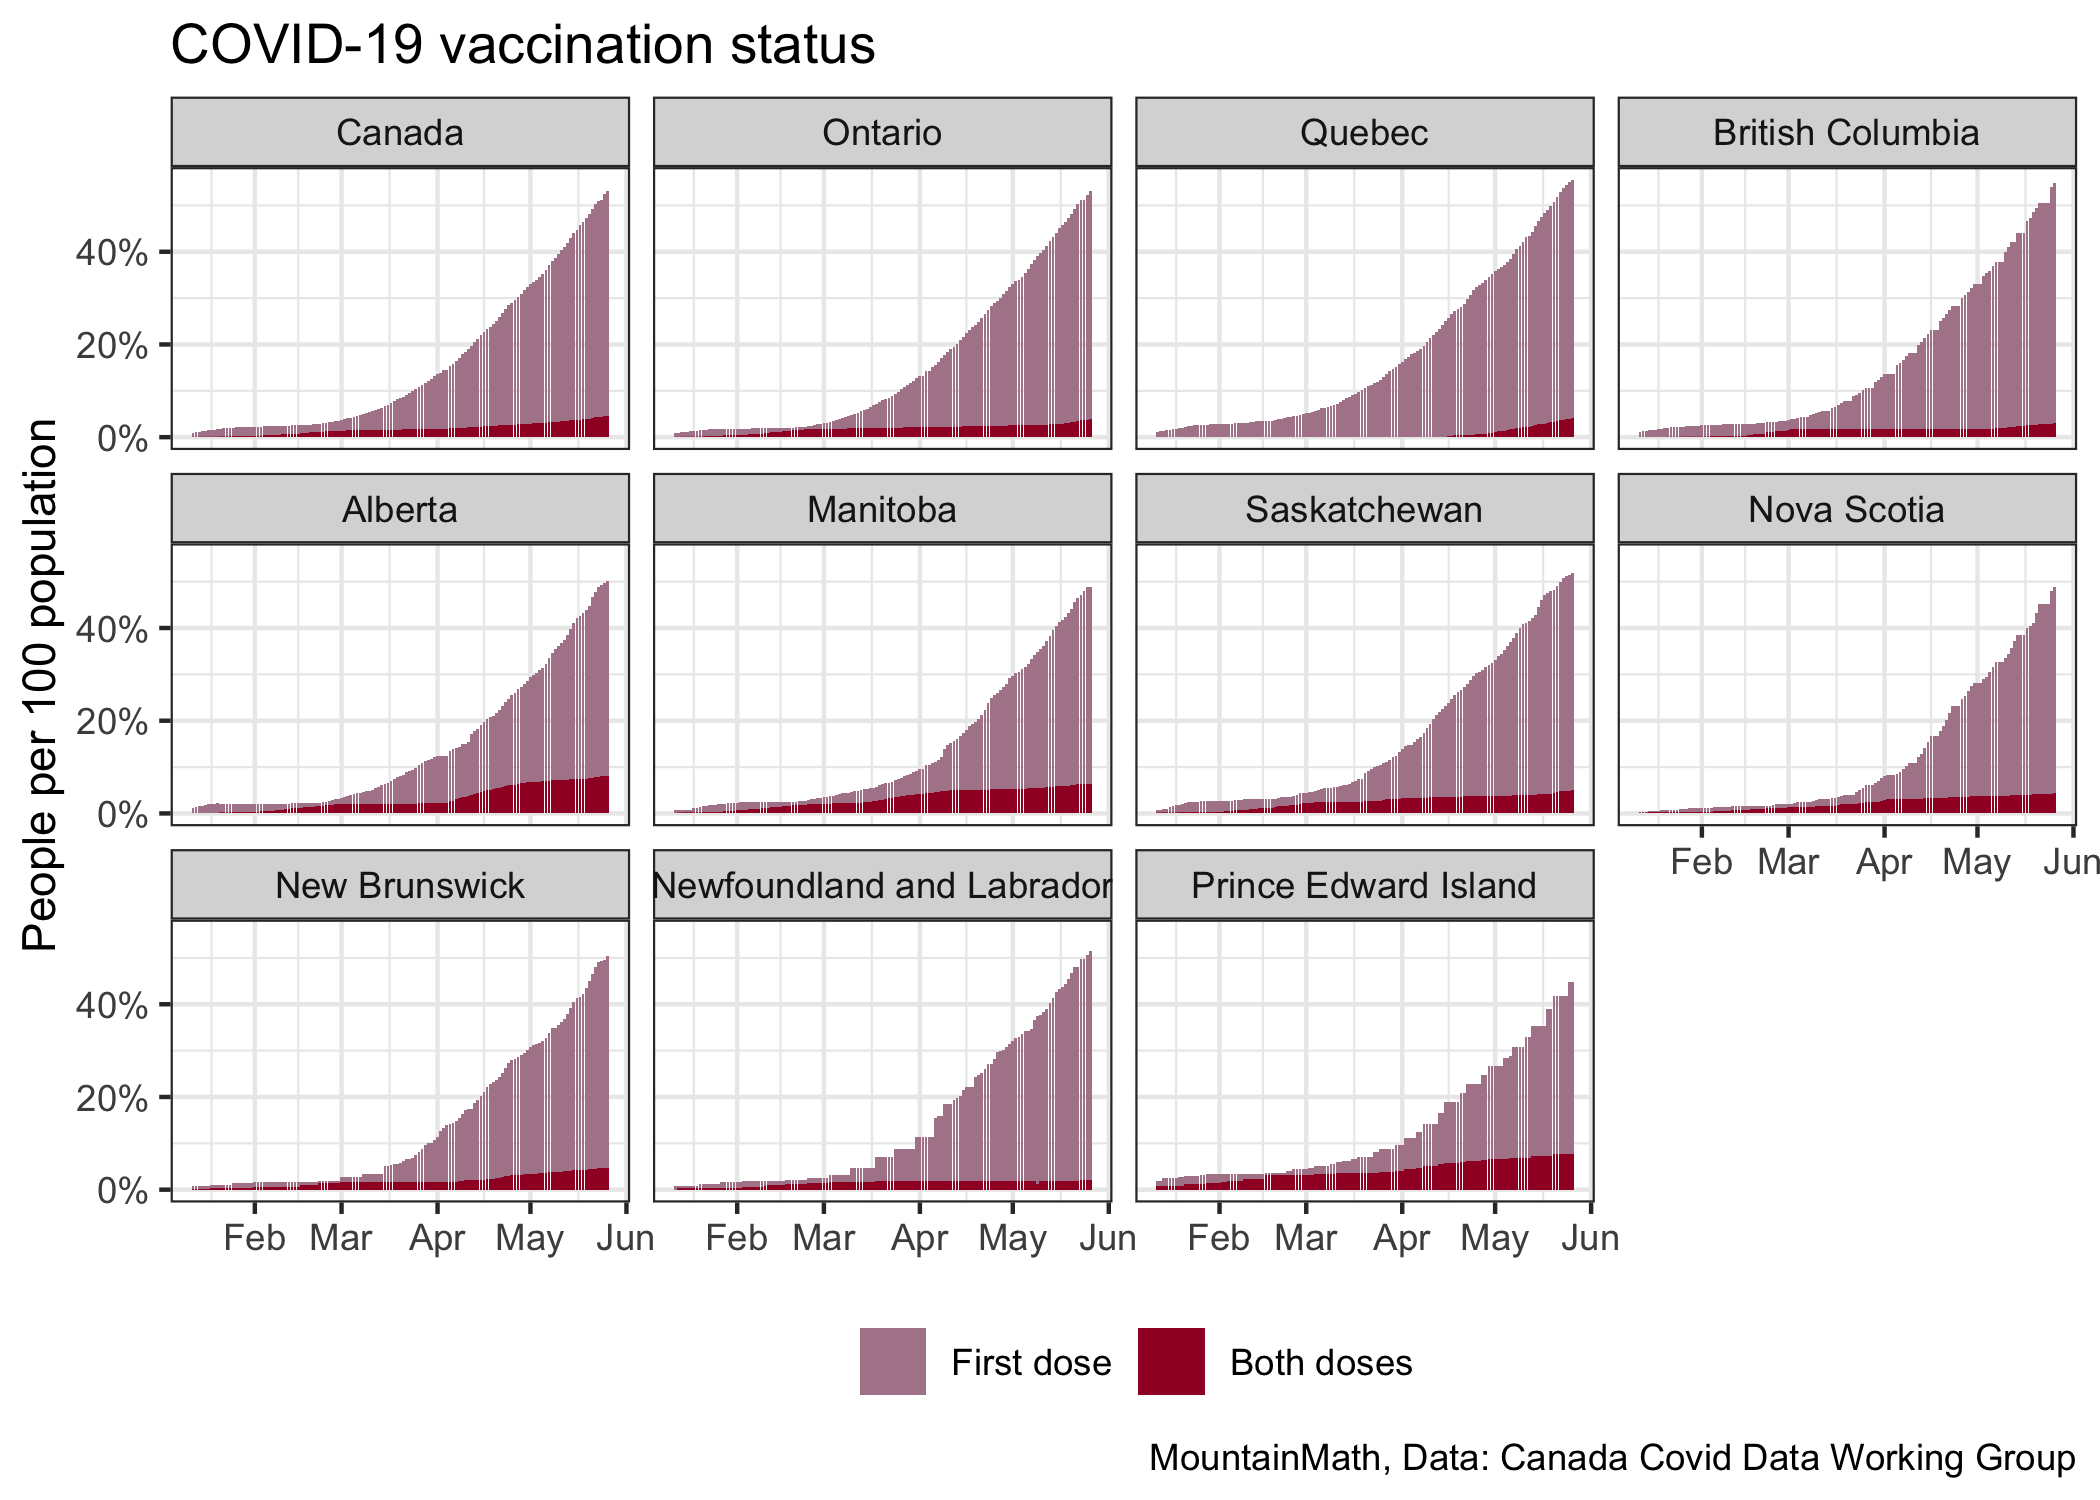 COVID-19 vaccination status
People per 100 population
Canada
Ontario
Quebec
British Columbia
40%
20%
0%
Alberta
Manitoba
Saskatchewan
Nova Scotia
40%
20%
0%
Feb Mar Apr May Jun
New Brunswick
Newfoundland and Labrador
Prince Edward Island
40%
20%
0%
Feb Mar Apr May Jun
Feb Mar Apr May Jun
Feb Mar Apr May Jun
First dose
Both doses
MountainMath, Data: Canada Covid Data Working Group